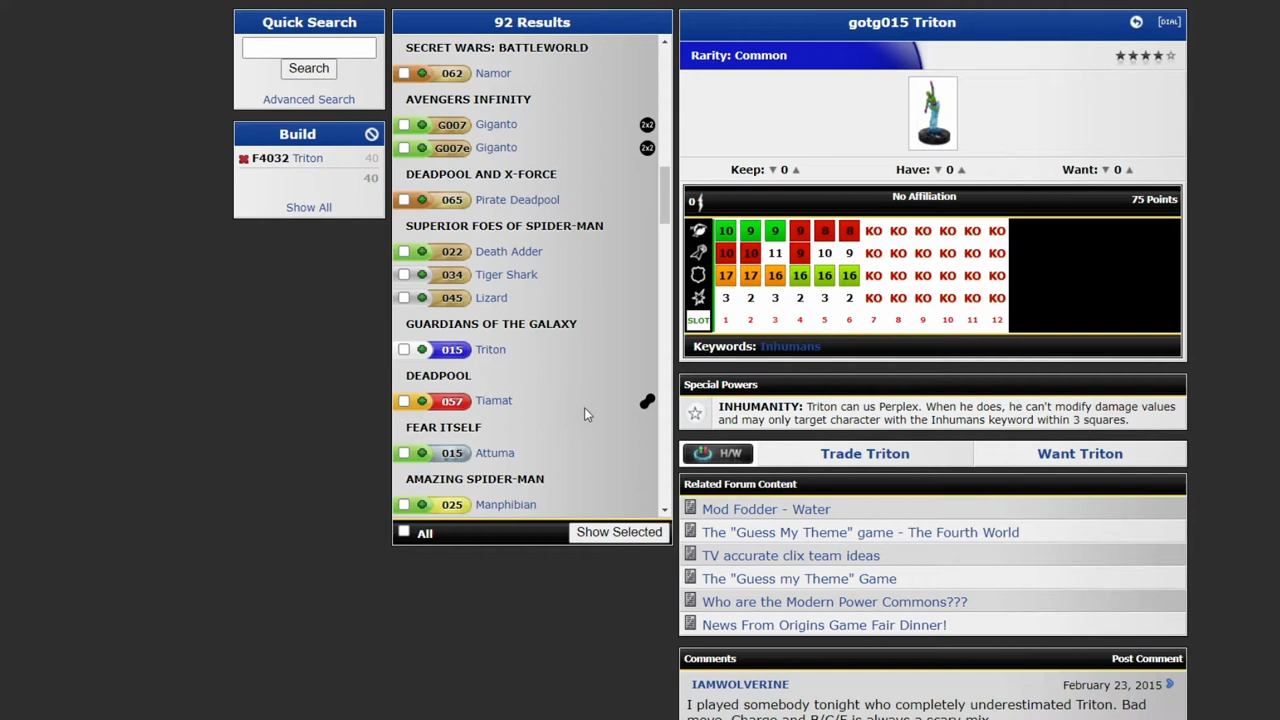 Quick Search
Search
Advanced Search
Build
F4032 Triton 40
40
Show All
92 Results
SECRET WARS: BATTLEWORLD
062 Namor
AVENGERS INFINITY
G007 Giganto 2x2
G007e Giganto 2x2
DEADPOOL AND X-FORCE
065 Pirate Deadpool
SUPERIOR FOES OF SPIDER-MAN
022 Death Adder
034 Tiger Shark
045 Lizard
GUARDIANS OF THE GALAXY
015 Triton
DEADPOOL
057 Tiamat
FEAR ITSELF
015 Attuma
AMAZING SPIDER-MAN
025 Manphibian
All Show Selected
gotg015 Triton [DIAL]
Rarity: Common
Keep: 0 Have: 0 Want: 0
0 No Affiliation 75 Points
10 9 9 9 8 8 KO KO KO KO KO KO
10 10 11 9 10 9 KO KO KO KO KO KO
17 17 16 16 16 16 KO KO KO KO KO KO
3 2 3 2 3 2 KO KO KO KO KO KO
SLOT 1 2 3 4 5 6 7 8 9 10 11 12
Keywords: Inhumans
Special Powers
INHUMANITY: Triton can us Perplex. When he does, he can't modify damage values
and may only target character with the Inhumans keyword within 3 squares.
H/W Trade Triton Want Triton
Related Forum Content
Mod Fodder - Water
The "Guess My Theme" game - The Fourth World
TV accurate clix team ideas
The "Guess my Theme" Game
Who are the Modern Power Commons???
News From Origins Game Fair Dinner!
Comments Post Comment
IAMWOLVERINE February 23, 2015
I played somebody tonight who completely underestimated Triton. Bad
move. Charge and B/C/F is always a scary mix.